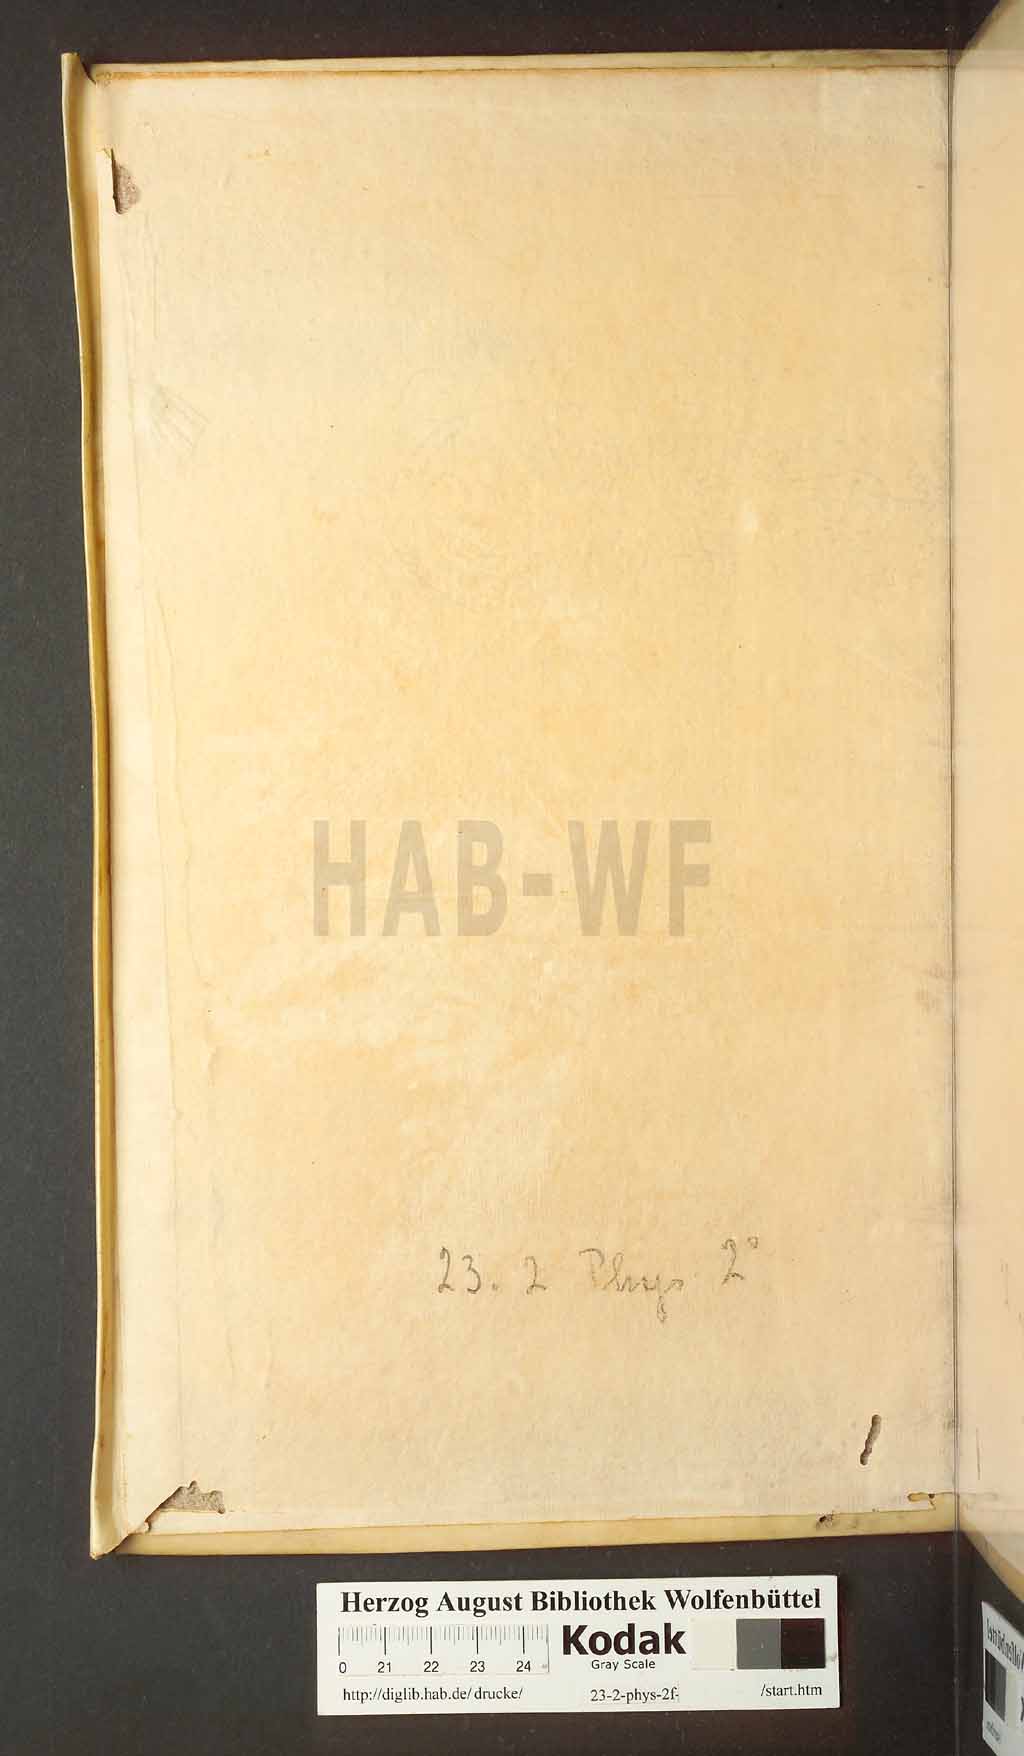 HAB-WF
23. 2 Phys 2°
Herzog August Bibliothek Wolfenbüttel
0 21 22 23 24
Kodak
Gray Scale
http://diglib.hab.de/drucke/ 23-2-phys-2f- /start.htm